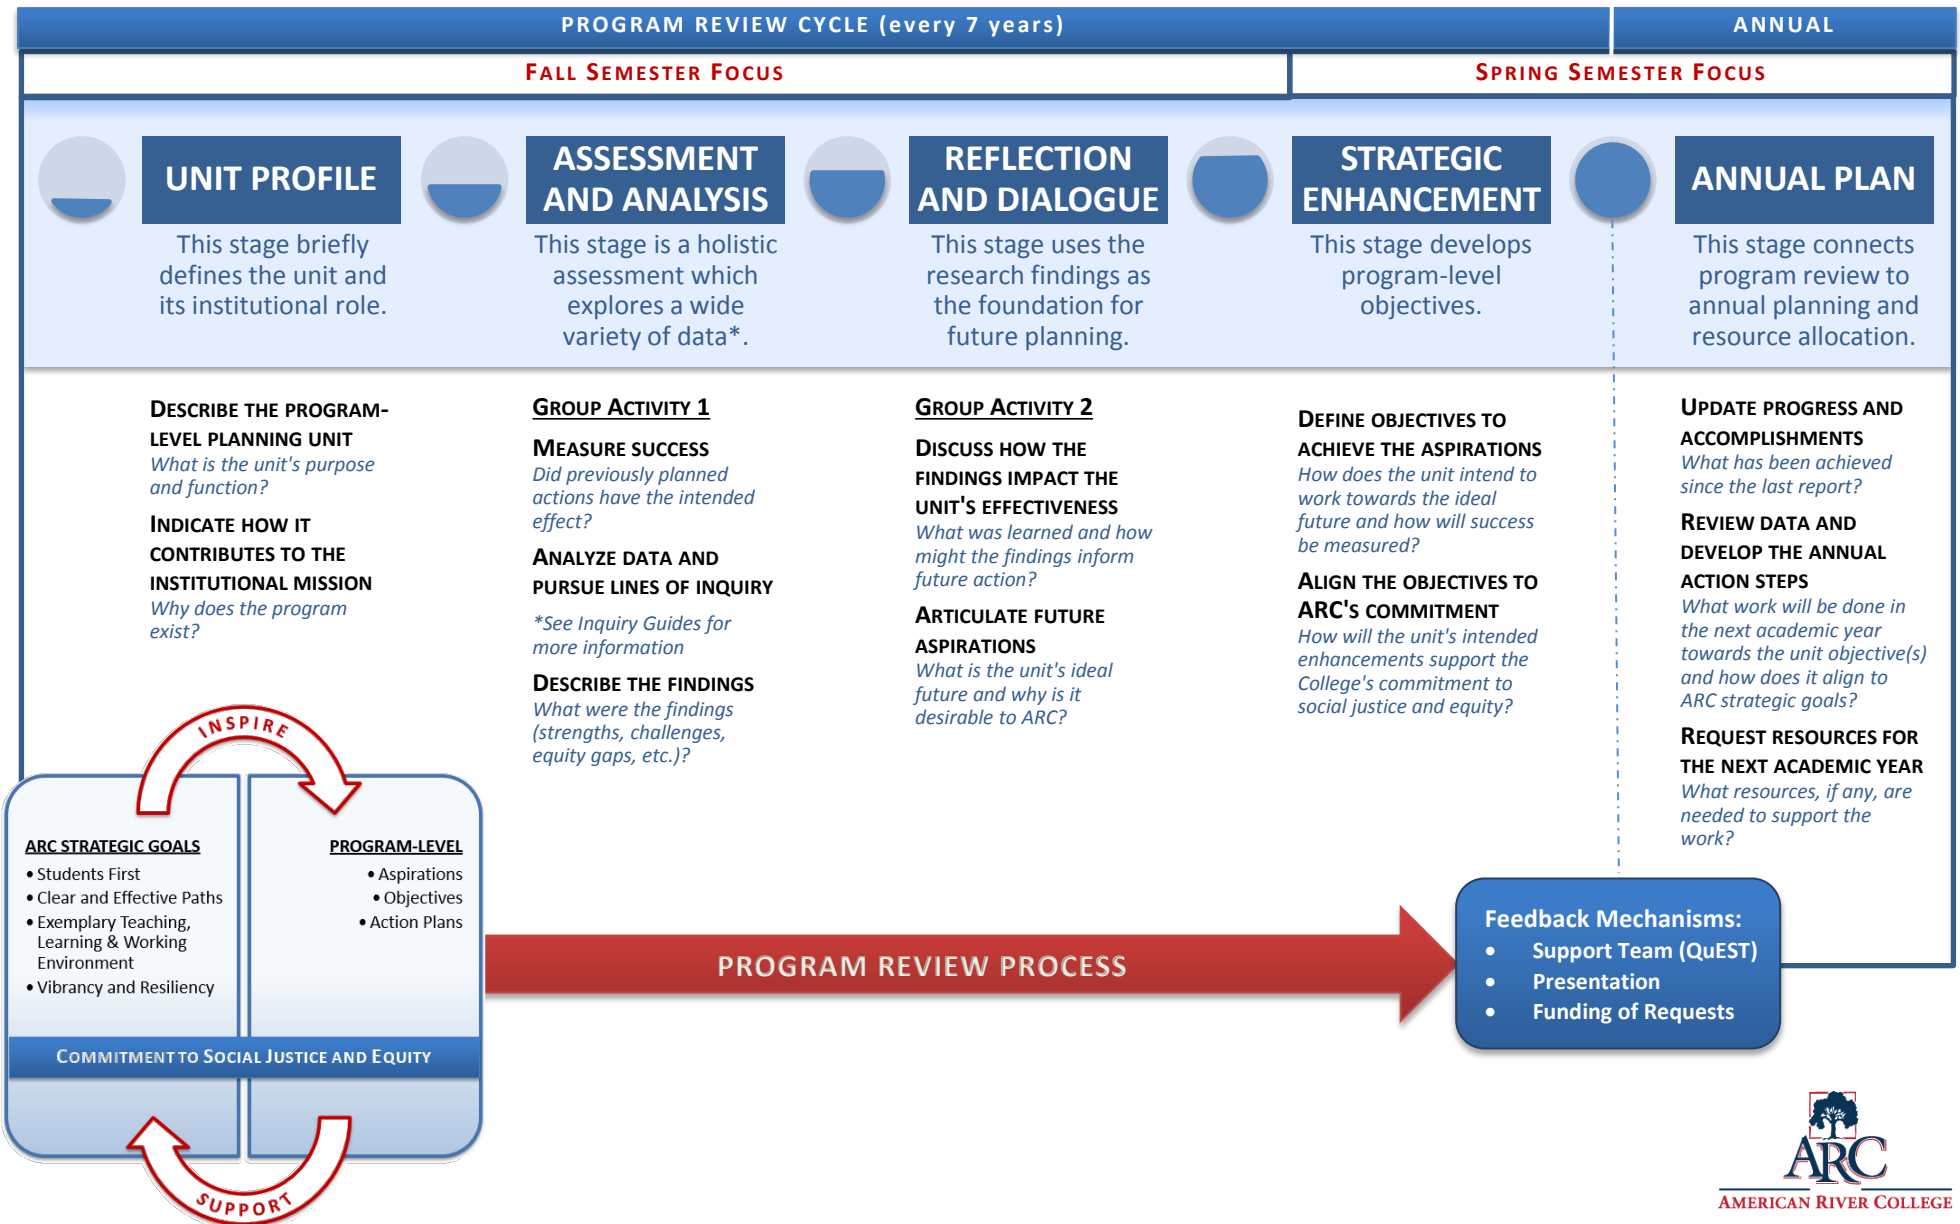 PROGRAM REVIEW CYCLE (every 7 years)
ANNUAL
FALL SEMESTER FOCUS
SPRING SEMESTER FOCUS
UNIT PROFILE
This stage briefly
defines the unit and
its institutional role.
DESCRIBE THE PROGRAM-
LEVEL PLANNING UNIT
What is the unit's purpose
and function?
INDICATE HOW IT
CONTRIBUTES TO THE
INSTITUTIONAL MISSION
Why does the program
exist?
ASSESSMENT
AND ANALYSIS
This stage is a holistic
assessment which
explores a wide
variety of data*.
GROUP ACTIVITY 1
MEASURE SUCCESS
Did previously planned
actions have the intended
effect?
ANALYZE DATA AND
PURSUE LINES OF INQUIRY
*See Inquiry Guides for
more information
DESCRIBE THE FINDINGS
What were the findings
(strengths, challenges,
equity gaps, etc.)?
REFLECTION
AND DIALOGUE
This stage uses the
research findings as
the foundation for
future planning.
GROUP ACTIVITY 2
DISCUSS HOW THE
FINDINGS IMPACT THE
UNIT'S EFFECTIVENESS
What was learned and how
might the findings inform
future action?
ARTICULATE FUTURE
ASPIRATIONS
What is the unit's ideal
future and why is it
desirable to ARC?
STRATEGIC
ENHANCEMENT
This stage develops
program-level
objectives.
DEFINE OBJECTIVES TO
ACHIEVE THE ASPIRATIONS
How does the unit intend to
work towards the ideal
future and how will success
be measured?
ALIGN THE OBJECTIVES TO
ARC'S COMMITMENT
How will the unit's intended
enhancements support the
College's commitment to
social justice and equity?
ANNUAL PLAN
This stage connects
program review to
annual planning and
resource allocation.
UPDATE PROGRESS AND
ACCOMPLISHMENTS
What has been achieved
since the last report?
REVIEW DATA AND
DEVELOP THE ANNUAL
ACTION STEPS
What work will be done in
the next academic year
towards the unit objective(s)
and how does it align to
ARC strategic goals?
REQUEST RESOURCES FOR
THE NEXT ACADEMIC YEAR
What resources, if any, are
needed to support the
work?
INSPIRE
ARC STRATEGIC GOALS
• Students First
• Clear and Effective Paths
• Exemplary Teaching,
Learning & Working
Environment
• Vibrancy and Resiliency
PROGRAM-LEVEL
• Aspirations
• Objectives
• Action Plans
COMMITMENT TO SOCIAL JUSTICE AND EQUITY
SUPPORT
PROGRAM REVIEW PROCESS
Feedback Mechanisms:
• Support Team (QuEST)
• Presentation
• Funding of Requests
ARC
AMERICAN RIVER COLLEGE